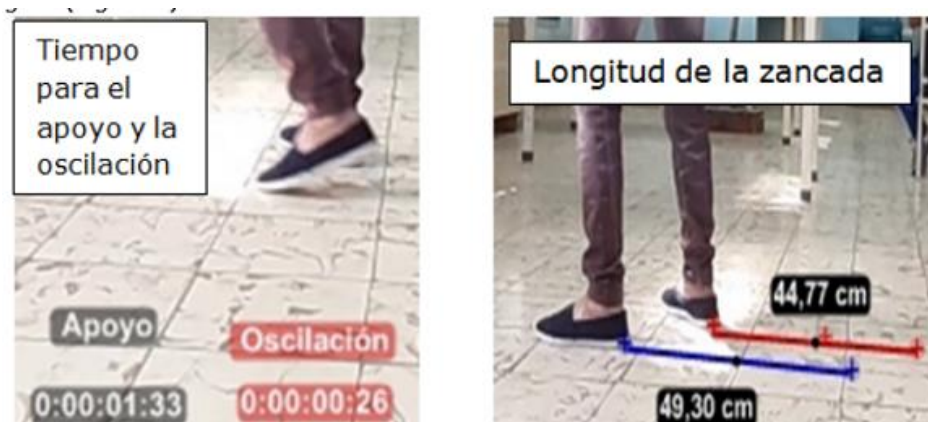 Tiempo
para el
apoyo y la
oscilación
Apoyo
Oscilación
0:00:01:33
0:00:00:26
Longitud de la zancada
44,77 cm
49,30 cm